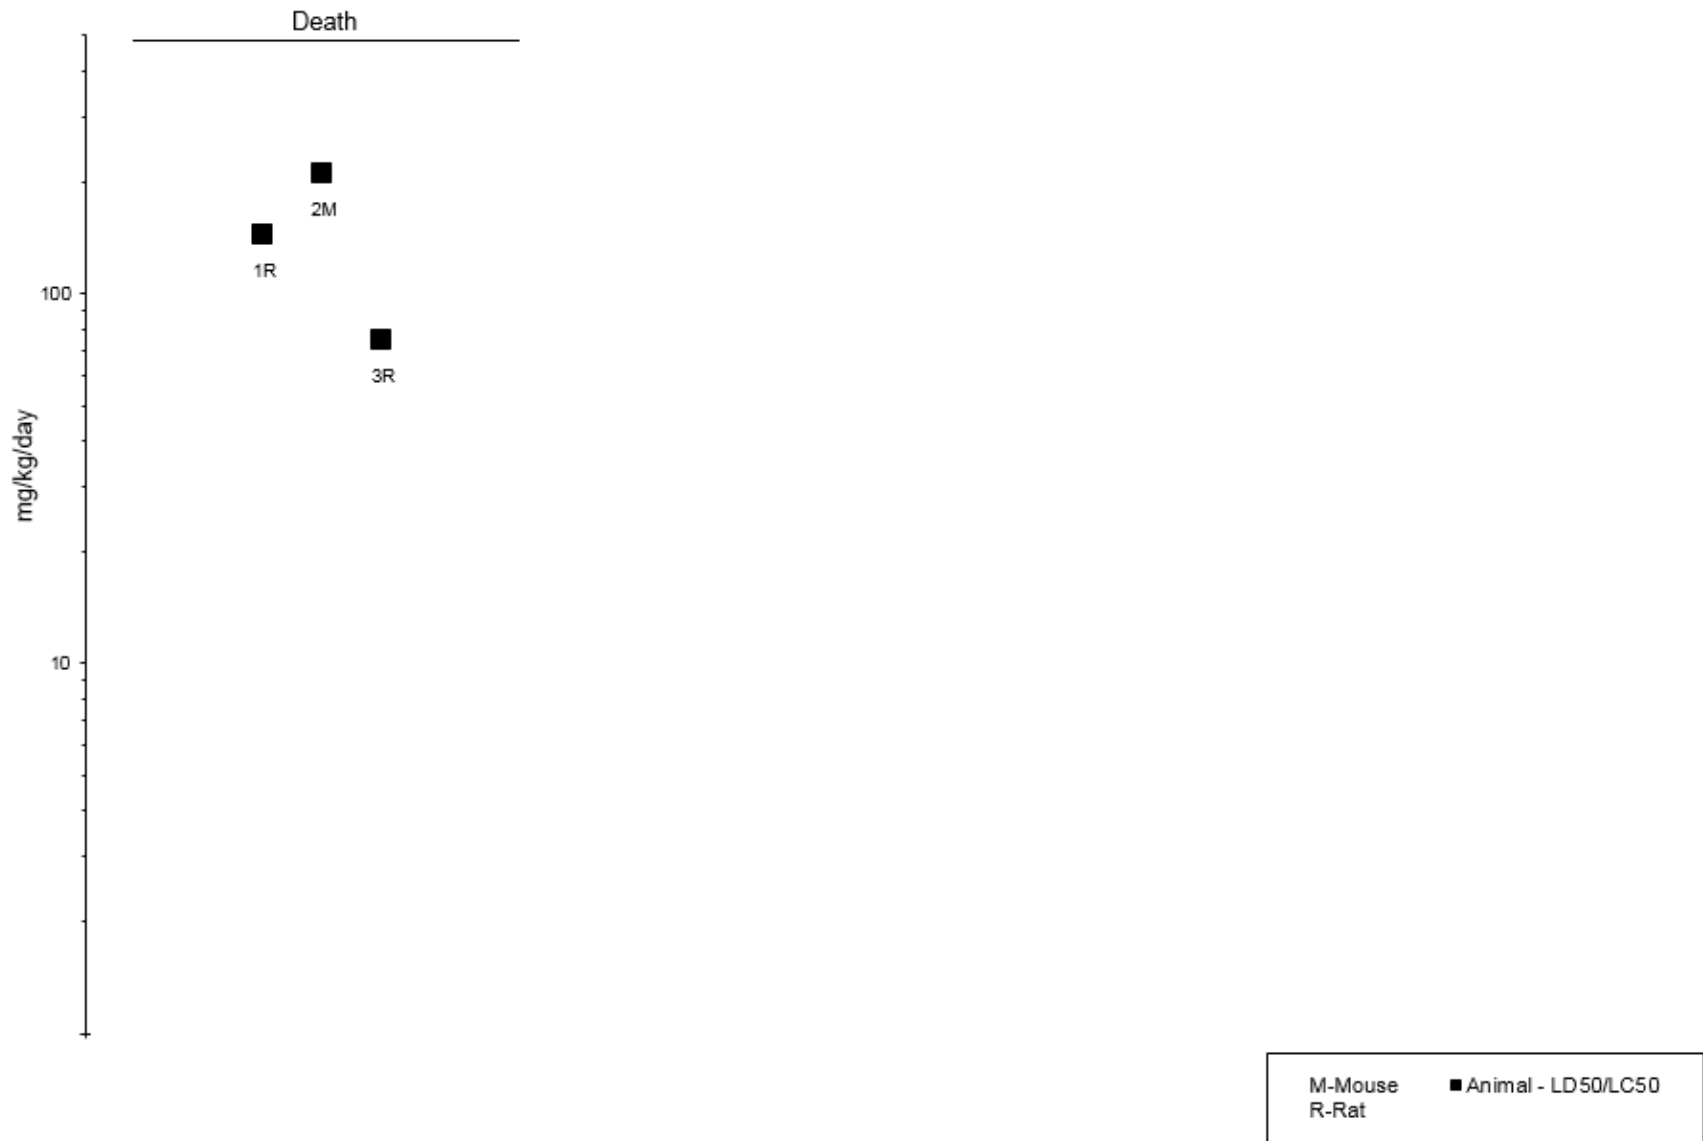 Death
2M
1R
100
3R
mg/kg/day
10
M-Mouse
R-Rat
Animal - LD50/LC50